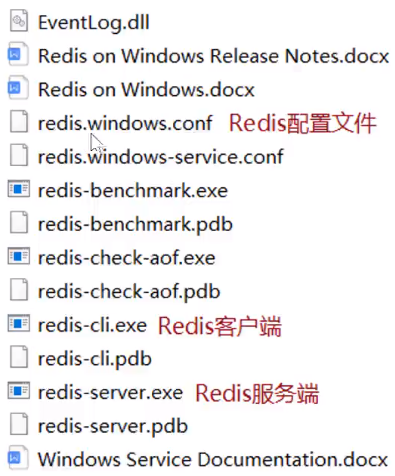 EventLog.dll
Redis on Windows Release Notes.docx
Redis on Windows.docx
redis.windows.conf Redis配置文件
redis.windows-service.conf
redis-benchmark.exe
redis-benchmark.pdb
redis-check-aof.exe
redis-check-aof.pdb
redis-cli.exe Redis客户端
redis-cli.pdb
redis-server.exe Redis服务端
redis-server.pdb
Windows Service Documentation.docx